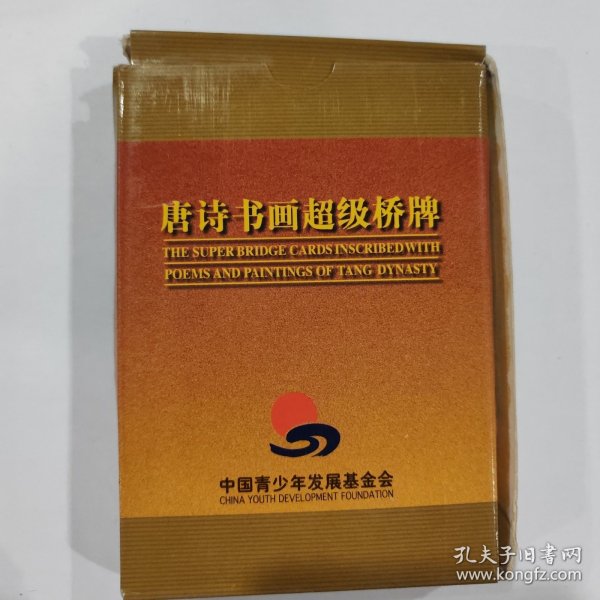 唐诗书画超级桥牌
THE SUPER BRIDGE CARDS INSCRIBED WITH
POEMS AND PAINTINGS OF TANG DYNASTY
中国青少年发展基金会
CHINA YOUTH DEVELOPMENT FOUNDATION
孔夫子旧书网
www.kongfz.com